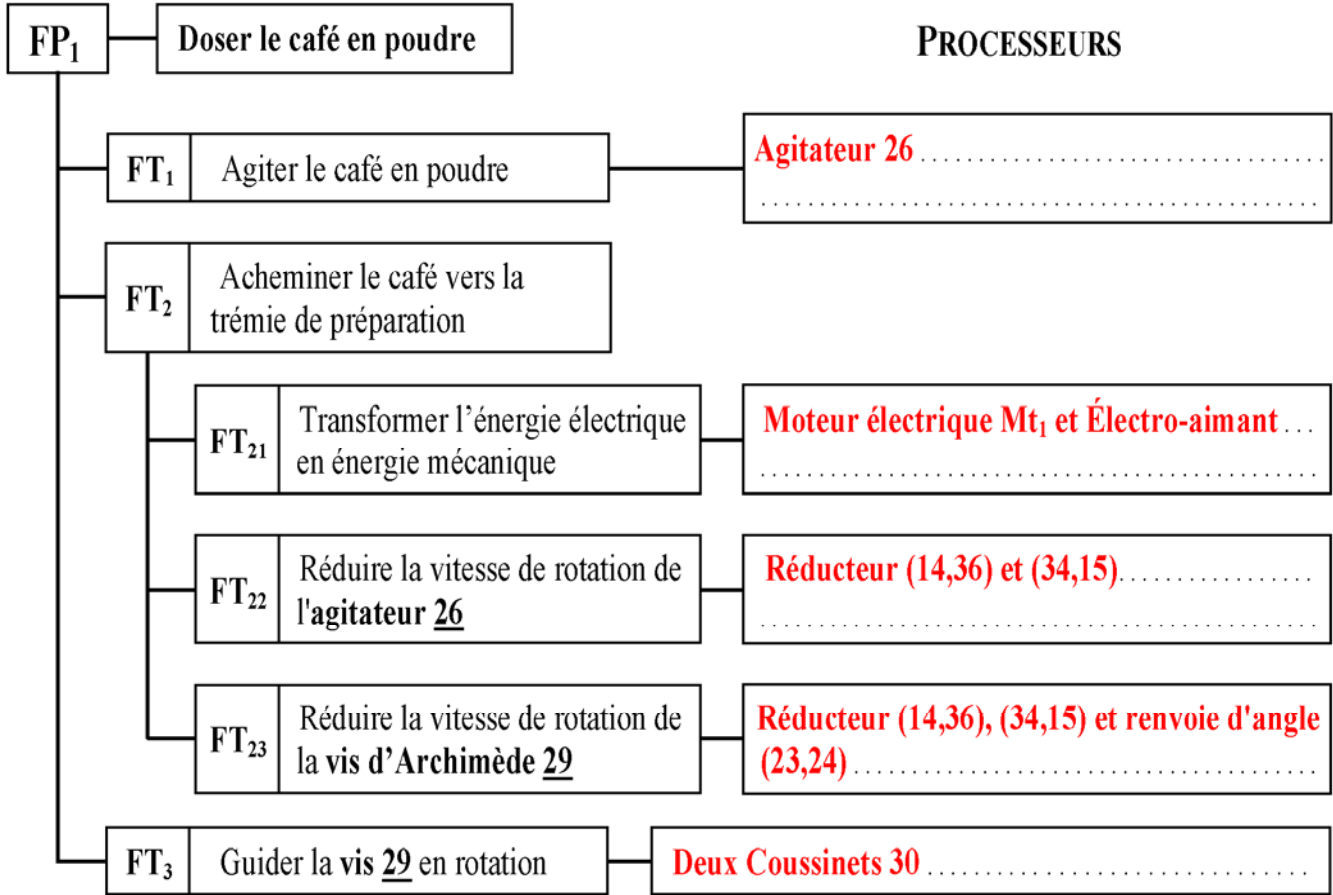 FP₁ Doser le café en poudre
PROCESSEURS
FT₁ Agiter le café en poudre
Agitateur 26 ..........
..........
FT₂ Acheminer le café vers la
trémie de préparation
FT₂₁ Transformer l’énergie électrique
en énergie mécanique
Moteur électrique Mt₁ et Électro-aimant ...
..........
FT₂₂ Réduire la vitesse de rotation de
l'agitateur 26
Réducteur (14,36) et (34,15)..........
..........
FT₂₃ Réduire la vitesse de rotation de
la vis d’Archimède 29
Réducteur (14,36), (34,15) et renvoie d'angle
(23,24) ..........
FT₃ Guider la vis 29 en rotation
Deux Coussinets 30 ..........